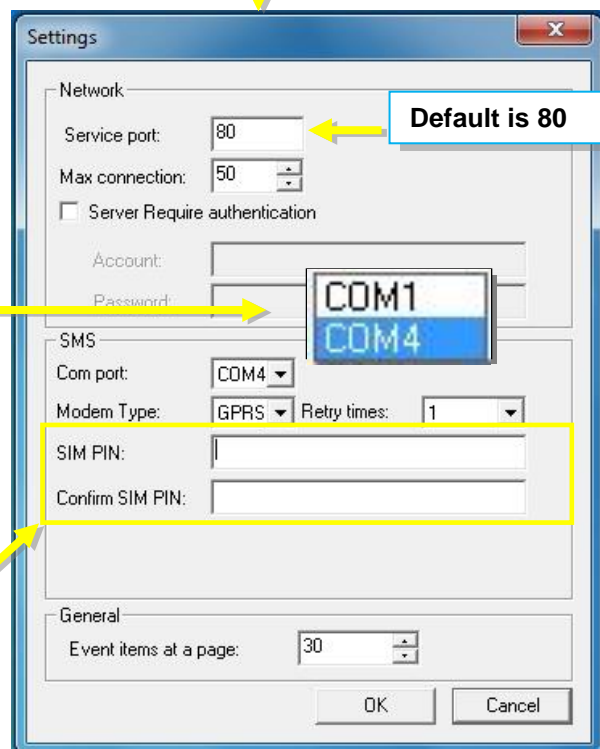 Settings
x
Network
Service port: 80
Default is 80
Max connection: 50
Server Require authentication
Account:
Password:
COM1
COM4
SMS
Com port: COM4
Modem Type: GPRS Retry times: 1
SIM PIN:
Confirm SIM PIN:
General
Event items at a page: 30
OK Cancel